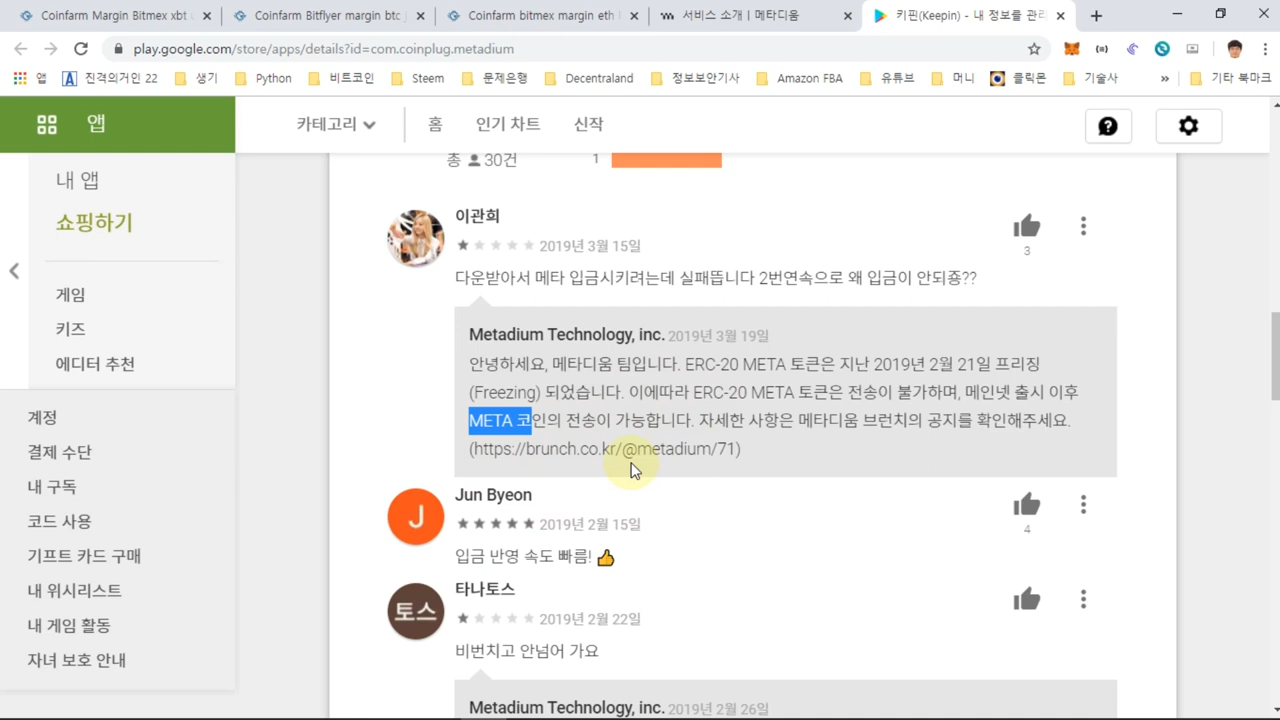 Coinfarm Margin Bitmex xbt u
Coinfarm Bitflyer margin btc j
Coinfarm bitmex margin eth l
서비스 소개 | 메타디움
키핀(Keepin) - 내 정보를 관리
play.google.com/store/apps/details?id=com.coinplug.metadium
앱
진격의거인 22
생기
Python
비트코인
Steem
문제은행
Decentraland
정보보안기사
Amazon FBA
유튜브
머니
클릭몬
기술사
»
기타 북마크
앱
카테고리
홈
인기 차트
신작
내 앱
쇼핑하기
게임
키즈
에디터 추천
계정
결제 수단
내 구독
코드 사용
기프트 카드 구매
내 위시리스트
내 게임 활동
자녀 보호 안내
총 30건
1
이관희
2019년 3월 15일
3
다운받아서 메타 입금시키려는데 실패뜹니다 2번연속으로 왜 입금이 안되죵??
Metadium Technology, inc. 2019년 3월 19일
안녕하세요, 메타디움 팀입니다. ERC-20 META 토큰은 지난 2019년 2월 21일 프리징
(Freezing) 되었습니다. 이에따라 ERC-20 META 토큰은 전송이 불가하며, 메인넷 출시 이후
META 코인의 전송이 가능합니다. 자세한 사항은 메타디움 브런치의 공지를 확인해주세요.
(https://brunch.co.kr/@metadium/71)
J
Jun Byeon
2019년 2월 15일
4
입금 반영 속도 빠름! 👍
토스
타나토스
2019년 2월 22일
비번치고 안넘어 가요
Metadium Technology, inc. 2019년 2월 26일